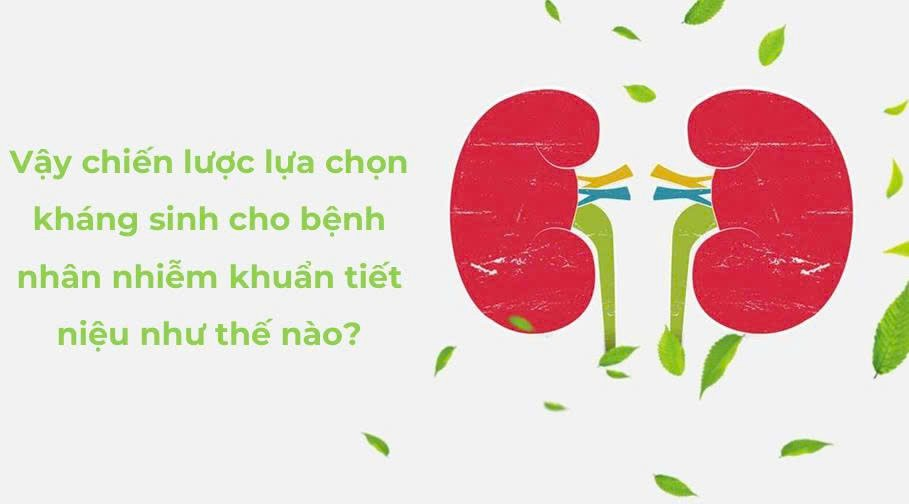 Vậy chiến lược lựa chọn
kháng sinh cho bệnh
nhân nhiễm khuẩn tiết
niệu như thế nào?